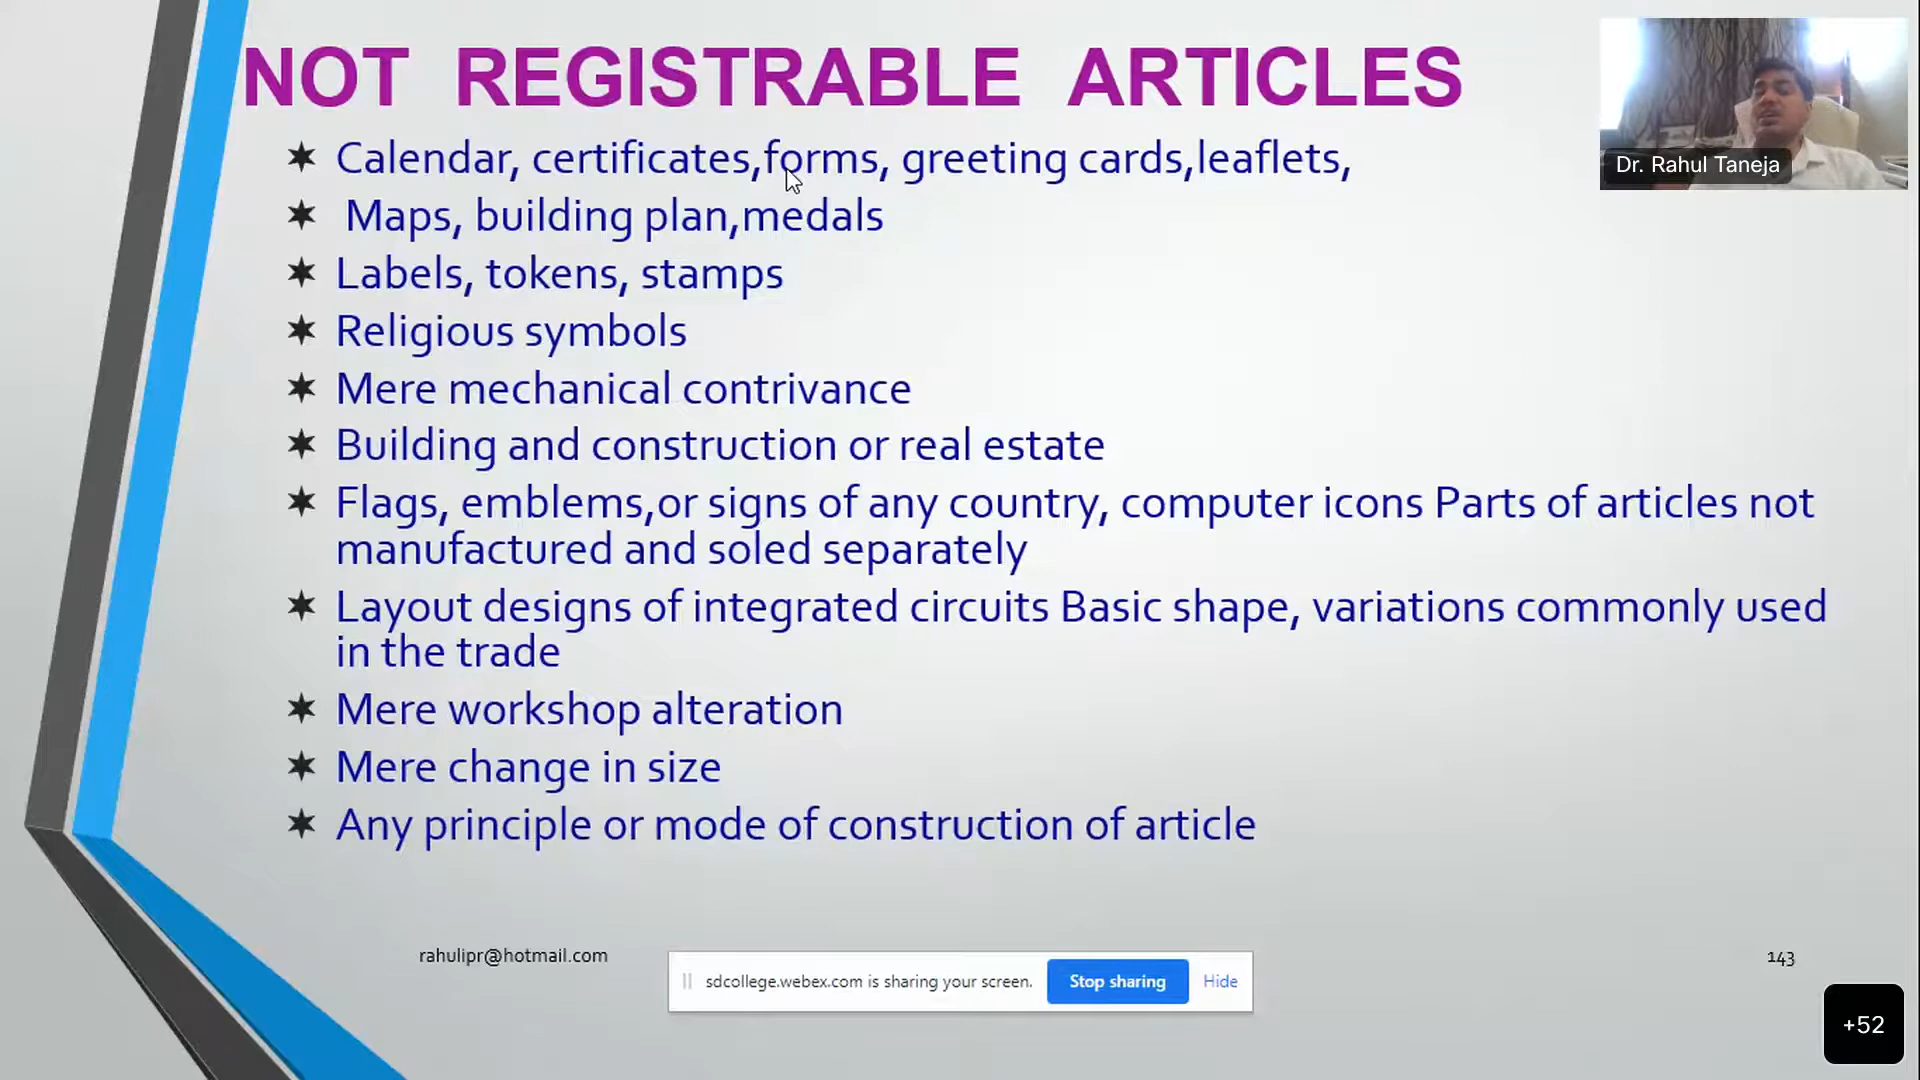 NOT REGISTRABLE ARTICLES
Calendar, certificates,forms, greeting cards,leaflets,
Dr. Rahul Taneja
Maps, building plan,medals
Labels, tokens, stamps
Religious symbols
Mere mechanical contrivance
Building and construction or real estate
Flags, emblems,or signs of any country, computer icons Parts of articles not
manufactured and soled separately
Layout designs of integrated circuits Basic shape, variations commonly used
in the trade
Mere workshop alteration
Mere change in size
Any principle or mode of construction of article
rahulipr@hotmail.com
143
sdcollege.webex.com is sharing your screen. Stop sharing Hide
+52